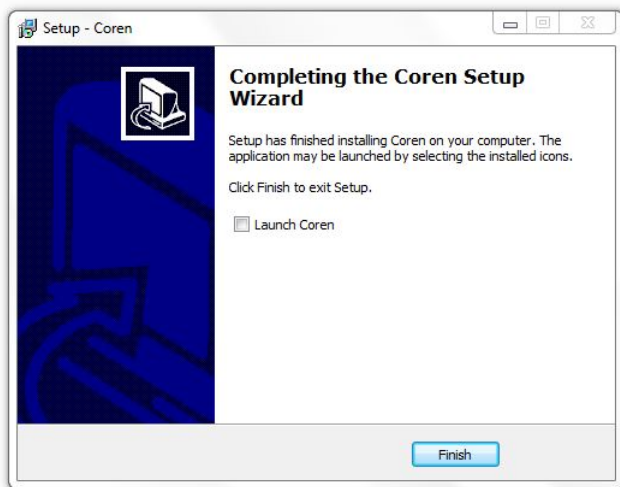 Setup - Coren
Completing the Coren Setup
Wizard
Setup has finished installing Coren on your computer. The
application may be launched by selecting the installed icons.
Click Finish to exit Setup.
Launch Coren
Finish